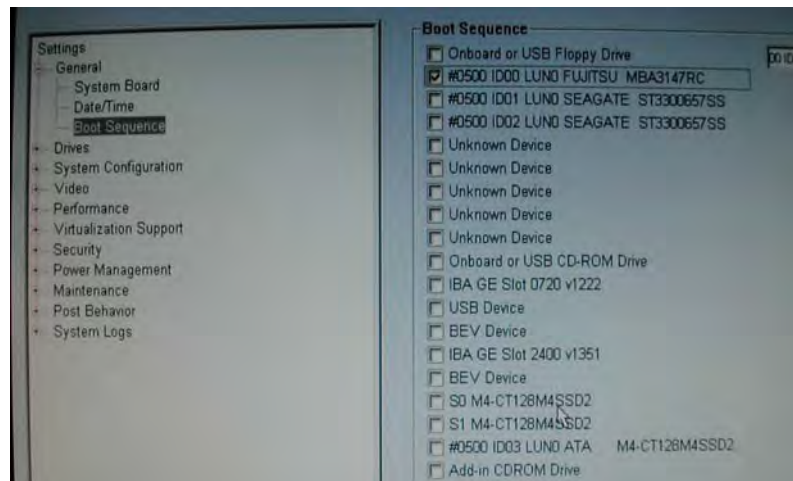 Settings
General
System Board
Date/Time
Boot Sequence
Drives
System Configuration
Video
Performance
Virtualization Support
Security
Power Management
Maintenance
Post Behavior
System Logs
Boot Sequence
Onboard or USB Floppy Drive
#0500 ID00 LUN0 FUJITSU MBA3147RC
#0500 ID01 LUN0 SEAGATE ST3300657SS
#0500 ID02 LUN0 SEAGATE ST3300657SS
Unknown Device
Unknown Device
Unknown Device
Unknown Device
Unknown Device
Onboard or USB CD-ROM Drive
IBA GE Slot 0720 v1222
USB Device
BEV Device
IBA GE Slot 2400 v1351
BEV Device
S0 M4-CT128M4SSD2
S1 M4-CT128M4SSD2
#0500 ID03 LUN0 ATA M4-CT128M4SSD2
Add-in CDROM Drive